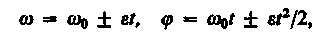 ω = ω₀ ± εt, φ = ω₀t ± εt²/2,